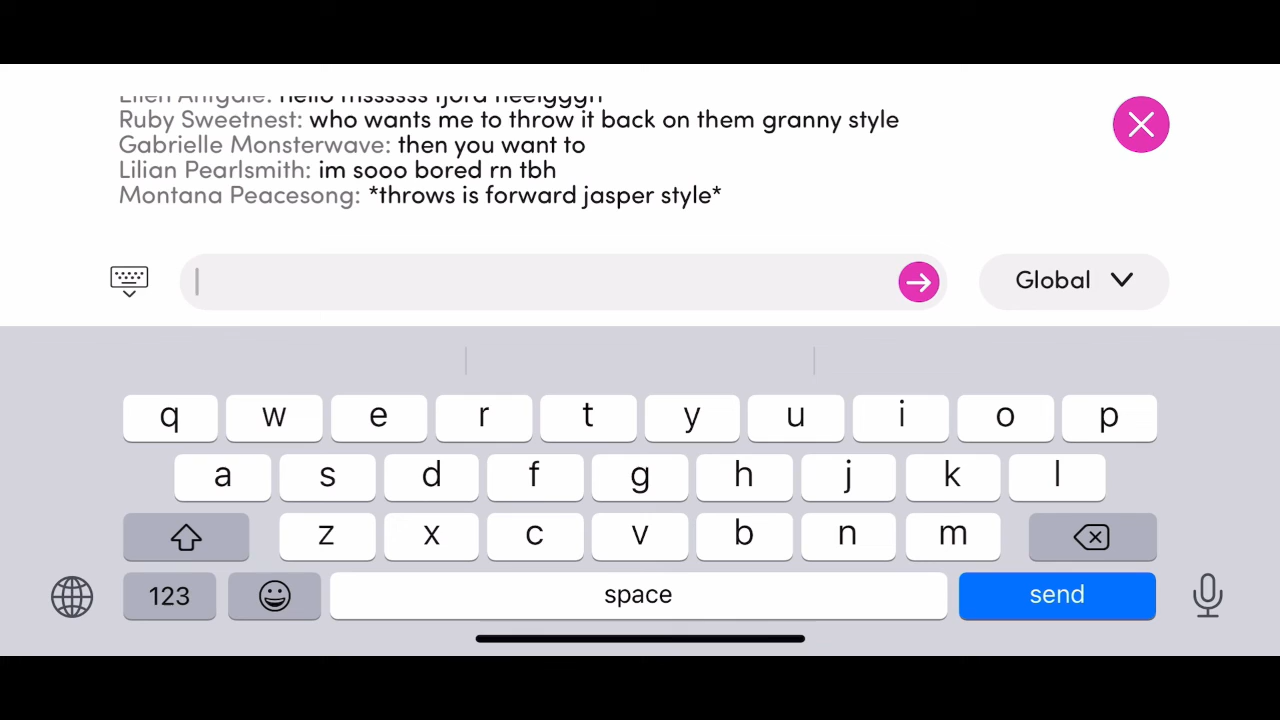 Ruby Sweetnest: who wants me to throw it back on them granny style
Gabrielle Monsterwave: then you want to
Lilian Pearlsmith: im sooo bored rn tbh
Montana Peacesong: *throws is forward jasper style*
Global
q w e r t y u i o p
a s d f g h j k l
z x c v b n m
123 space send